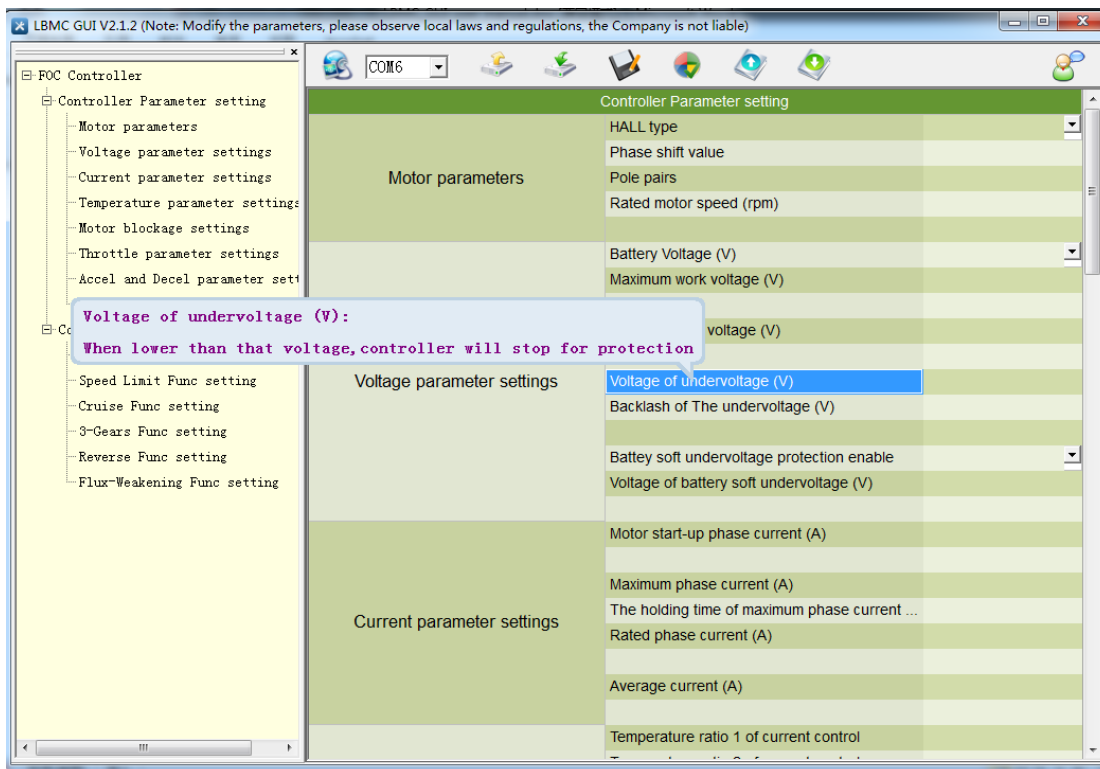 LBMC GUI V2.1.2 (Note: Modify the parameters, please observe local laws and regulations, the Company is not liable)
FOC Controller
Controller Parameter setting
Motor parameters
Voltage parameter settings
Current parameter settings
Temperature parameter settings
Motor blockage settings
Throttle parameter settings
Accel and Decel parameter sett
Co
Speed Limit Func setting
Cruise Func setting
3-Gears Func setting
Reverse Func setting
Flux-Weakening Func setting
COM6
Controller Parameter setting
Motor parameters
HALL type
Phase shift value
Pole pairs
Rated motor speed (rpm)
Voltage parameter settings
Battery Voltage (V)
Maximum work voltage (V)
voltage (V)
Voltage of undervoltage (V):
When lower than that voltage,controller will stop for protection
Voltage of undervoltage (V)
Backlash of The undervoltage (V)
Battey soft undervoltage protection enable
Voltage of battery soft undervoltage (V)
Current parameter settings
Motor start-up phase current (A)
Maximum phase current (A)
The holding time of maximum phase current ...
Rated phase current (A)
Average current (A)
Temperature ratio 1 of current control